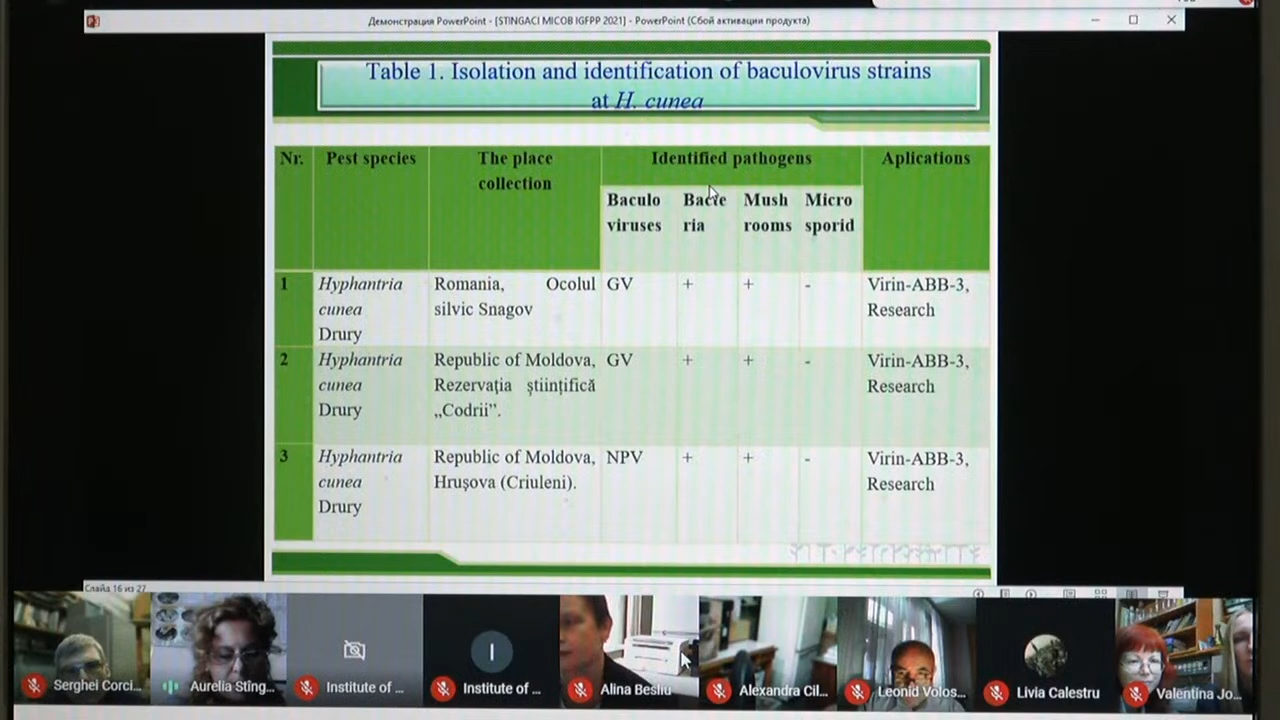 Демонстрация PowerPoint - [STINGACI MICOB IGFPP 2021] - PowerPoint (Сбой активации продукта)
Table 1. Isolation and identification of baculovirus strains
at H. cunea
Nr.
Pest species
The place
collection
Identified pathogens
Aplications
Baculo
viruses
Bacte
ria
Mush
rooms
Micro
sporid
1
Hyphantria
cunea
Drury
Romania, Ocolul
silvic Snagov
GV
+
+
-
Virin-ABB-3,
Research
2
Hyphantria
cunea
Drury
Republic of Moldova,
Rezervaţia ştiinţifică
„Codrii”.
GV
+
+
-
Virin-ABB-3,
Research
3
Hyphantria
cunea
Drury
Republic of Moldova,
Hruşova (Criuleni).
NPV
+
+
-
Virin-ABB-3,
Research
Слайд 16 из 27
I
Serghei Corci...
Aurelia Stîng...
Institute of ...
Institute of ...
Alina Besliu
Alexandra Cil...
Leonid Volos...
Livia Calestru
Valentina Jo...